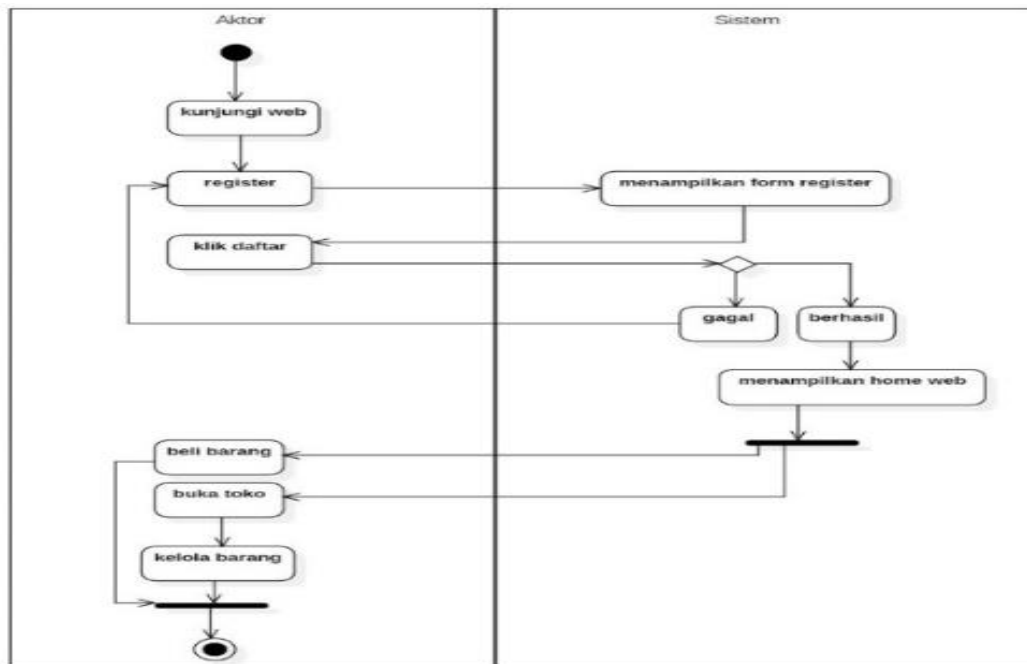 Aktor
Sistem
kunjungi web
register
menampilkan form register
klik daftar
gagal
berhasil
menampilkan home web
beli barang
buka toko
kelola barang